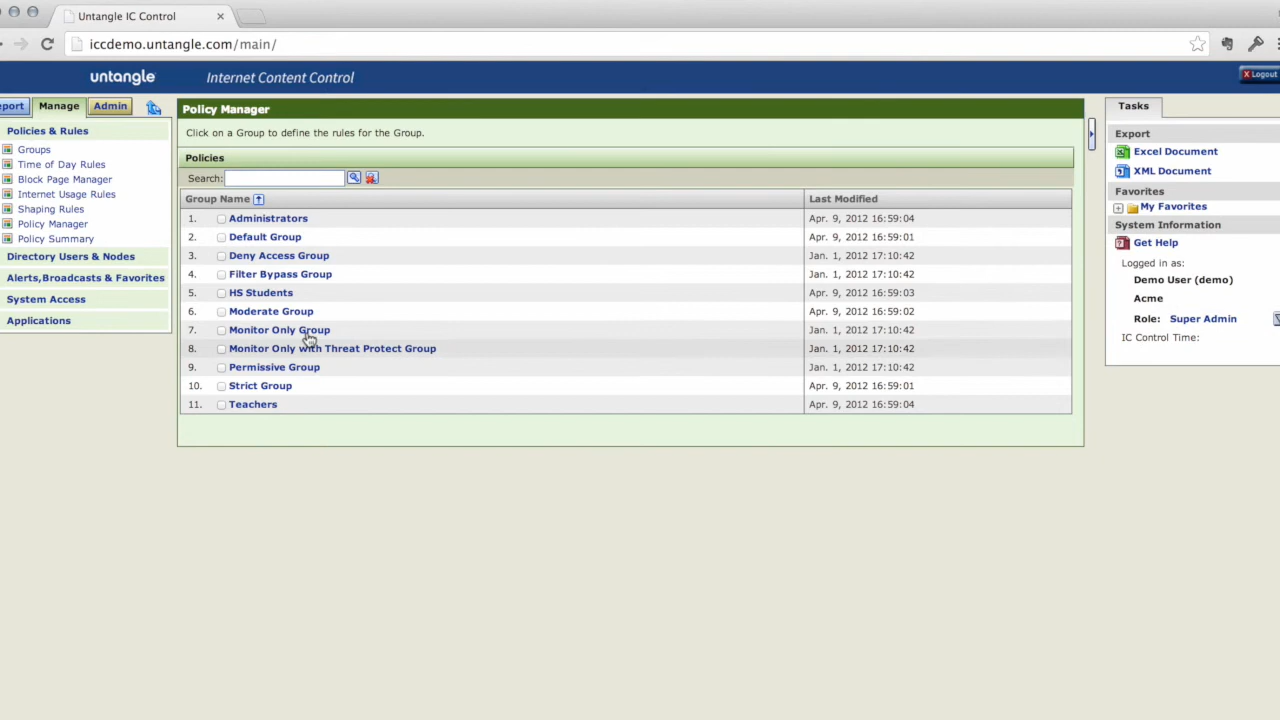 Untangle IC Control
iccdemo.untangle.com/main/
untangle
Internet Content Control
X Logout
port
Manage
Admin
Policies & Rules
Groups
Time of Day Rules
Block Page Manager
Internet Usage Rules
Shaping Rules
Policy Manager
Policy Summary
Directory Users & Nodes
Alerts,Broadcasts & Favorites
System Access
Applications
Policy Manager
Click on a Group to define the rules for the Group.
Policies
Search:
Group Name Last Modified
1. Administrators Apr. 9, 2012 16:59:04
2. Default Group Apr. 9, 2012 16:59:01
3. Deny Access Group Jan. 1, 2012 17:10:42
4. Filter Bypass Group Jan. 1, 2012 17:10:42
5. HS Students Apr. 9, 2012 16:59:03
6. Moderate Group Apr. 9, 2012 16:59:02
7. Monitor Only Group Jan. 1, 2012 17:10:42
8. Monitor Only with Threat Protect Group Jan. 1, 2012 17:10:42
9. Permissive Group Jan. 1, 2012 17:10:42
10. Strict Group Apr. 9, 2012 16:59:01
11. Teachers Apr. 9, 2012 16:59:04
Tasks
Export
Excel Document
XML Document
Favorites
My Favorites
System Information
Get Help
Logged in as:
Demo User (demo)
Acme
Role: Super Admin
IC Control Time: